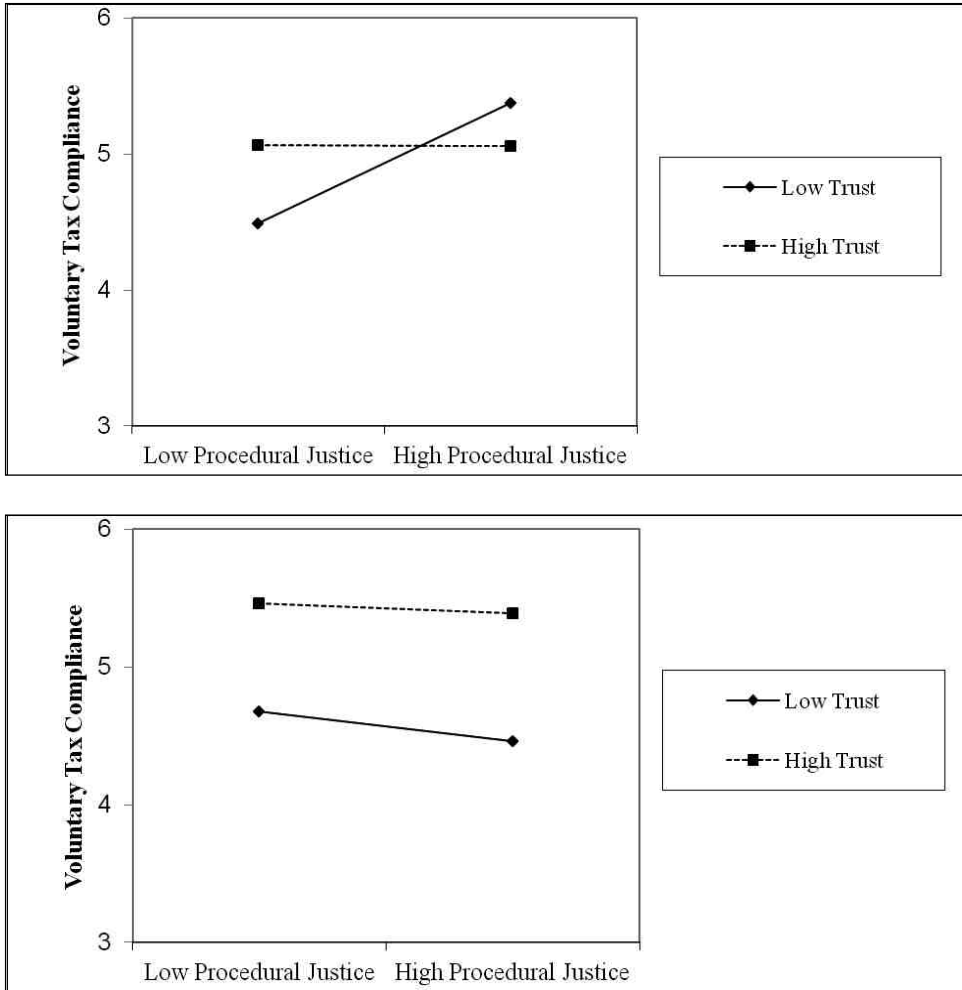 6
5
4
3
Voluntary Tax Compliance
Low Procedural Justice High Procedural Justice
Low Trust
High Trust
6
5
4
3
Voluntary Tax Compliance
Low Procedural Justice High Procedural Justice
Low Trust
High Trust